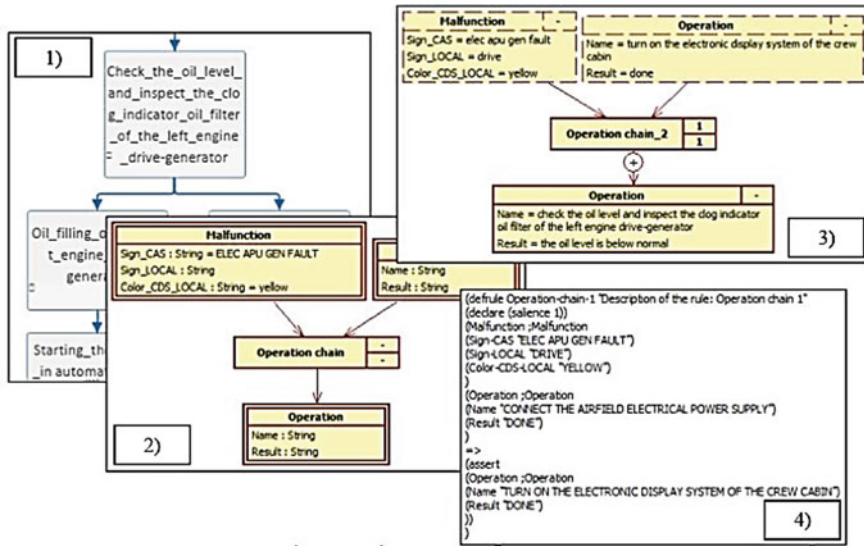 1)
Check_the_oil_level_
and_inspect_the_clo
g_indicator_oil_filter
_of_the_left_engine
_drive-generator
Oil_filling_o
t_engine_
genera
Starting_th
_in automa
Malfunction
Sign_CAS : String = ELEC APU GEN FAULT
Sign_LOCAL : String
Color_CDS_LOCAL : String = yellow
Name : String
Result : String
Operation chain
-
-
Operation
Name : String
Result : String
2)
Malfunction -
Sign_CAS = elec apu gen fault
Sign_LOCAL = drive
Color_CDS_LOCAL = yellow
Operation -
Name = turn on the electronic display system of the crew
cabin
Result = done
Operation chain_2
1
1
+
Operation -
Name = check the oil level and inspect the clog indicator
oil filter of the left engine drive-generator
Result = the oil level is below normal
3)
(defrule Operation-chain-1 "Description of the rule: Operation chain 1"
(declare (salience 1))
(Malfunction ;Malfunction
(Sign-CAS "ELEC APU GEN FAULT")
(Sign-LOCAL "DRIVE")
(Color-CDS-LOCAL "YELLOW")
)
(Operation ;Operation
(Name "CONNECT THE AIRFIELD ELECTRICAL POWER SUPPLY")
(Result "DONE")
)
=>
(assert
(Operation ;Operation
(Name "TURN ON THE ELECTRONIC DISPLAY SYSTEM OF THE CREW CABIN")
(Result "DONE")
))
)
4)